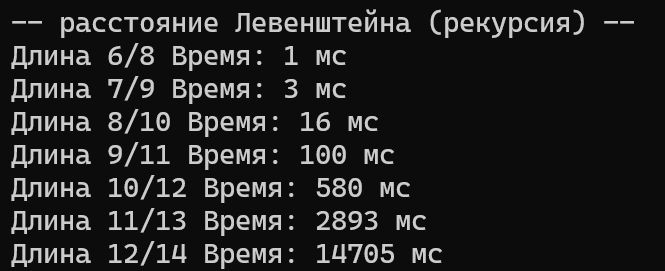 -- расстояние Левенштейна (рекурсия) --
Длина 6/8 Время: 1 мс
Длина 7/9 Время: 3 мс
Длина 8/10 Время: 16 мс
Длина 9/11 Время: 100 мс
Длина 10/12 Время: 580 мс
Длина 11/13 Время: 2893 мс
Длина 12/14 Время: 14705 мс